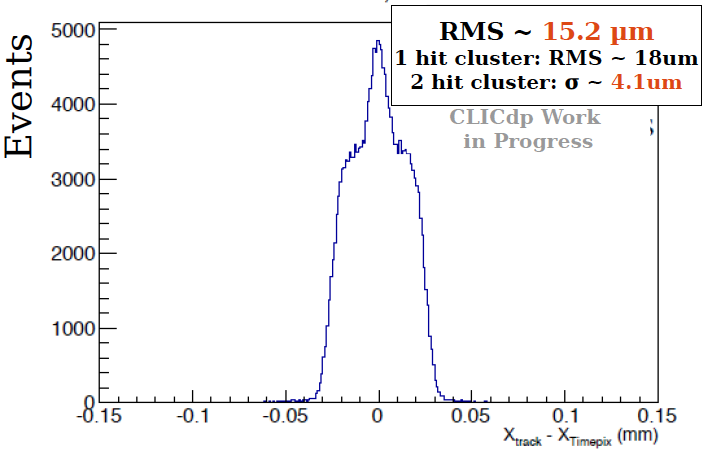 RMS ~ 15.2 μm
1 hit cluster: RMS ~ 18um
2 hit cluster: σ ~ 4.1um
CLICdp Work
in Progress
Events
5000
4000
3000
2000
1000
0
-0.15 -0.1 -0.05 0 0.05 0.1 0.15
Xtrack - XTimepix (mm)